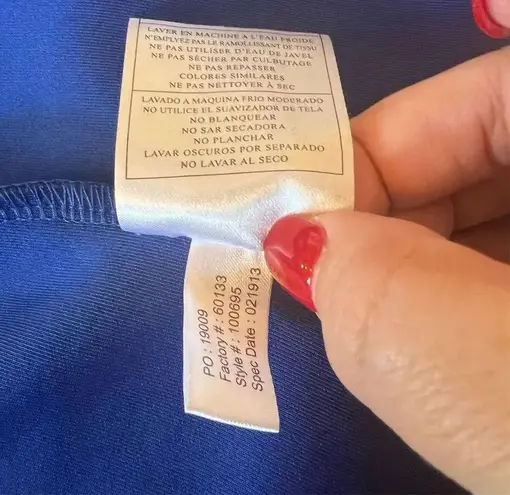 LAVER EN MACHINE A L'EAU FROIDE
N'EMPLYEZ PAS LE RAMOLLISSANT DE TISSU
NE PAS UTILISER D'EAU DE JAVEL
NE PAS SÉCHER PAR CULBUTAGE
NE PAS REPASSER
COLORES SIMILARES
NE PAS NETTOYER À SEC
LAVADO A MAQUINA FRIO MODERADO
NO UTILICE EL SUAVIZADOR DE TELA
NO BLANQUEAR
NO SAR SECADORA
NO PLANCHAR
LAVAR OSCUROS POR SEPARADO
NO LAVAR AL SECO
PO : 19009
Factory # : 60133
Style # : 100695
Spec Date : 021913